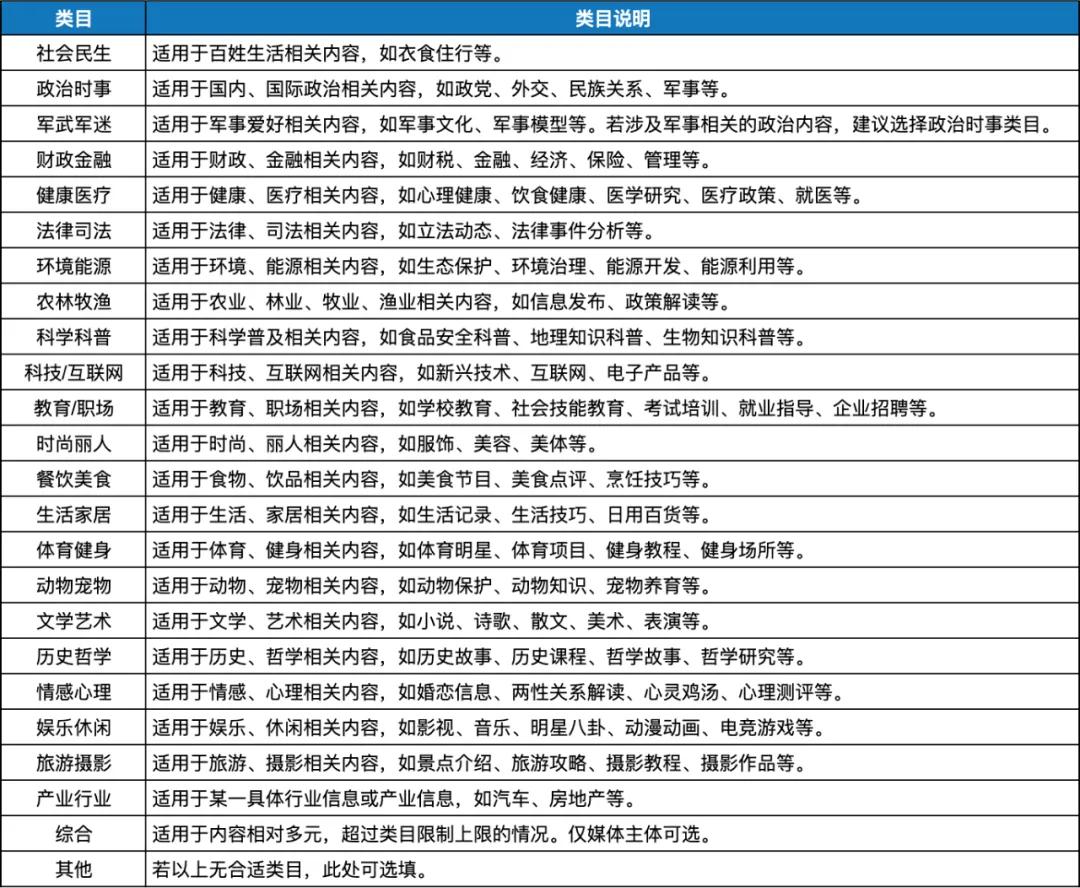 类目 类目说明
社会民生 适用于百姓生活相关内容，如衣食住行等。
政治时事 适用于国内、国际政治相关内容，如政党、外交、民族关系、军事等。
军武军迷 适用于军事爱好相关内容，如军事文化、军事模型等。若涉及军事相关的政治内容，建议选择政治时事类目。
财政金融 适用于财政、金融相关内容，如财税、金融、经济、保险、管理等。
健康医疗 适用于健康、医疗相关内容，如心理健康、饮食健康、医学研究、医疗政策、就医等。
法律司法 适用于法律、司法相关内容，如立法动态、法律事件分析等。
环境能源 适用于环境、能源相关内容，如生态保护、环境治理、能源开发、能源利用等。
农林牧渔 适用于农业、林业、牧业、渔业相关内容，如信息发布、政策解读等。
科学科普 适用于科学普及相关内容，如食品安全科普、地理知识科普、生物知识科普等。
科技/互联网 适用于科技、互联网相关内容，如新兴技术、互联网、电子产品等。
教育/职场 适用于教育、职场相关内容，如学校教育、社会技能教育、考试培训、就业指导、企业招聘等。
时尚丽人 适用于时尚、丽人相关内容，如服饰、美容、美体等。
餐饮美食 适用于食物、饮品相关内容，如美食节目、美食点评、烹饪技巧等。
生活家居 适用于生活、家居相关内容，如生活记录、生活技巧、日用百货等。
体育健身 适用于体育、健身相关内容，如体育明星、体育项目、健身教程、健身场所等。
动物宠物 适用于动物、宠物相关内容，如动物保护、动物知识、宠物养育等。
文学艺术 适用于文学、艺术相关内容，如小说、诗歌、散文、美术、表演等。
历史哲学 适用于历史、哲学相关内容，如历史故事、历史课程、哲学故事、哲学研究等。
情感心理 适用于情感、心理相关内容，如婚恋信息、两性关系解读、心灵鸡汤、心理测评等。
娱乐休闲 适用于娱乐、休闲相关内容，如影视、音乐、明星八卦、动漫动画、电竞游戏等。
旅游摄影 适用于旅游、摄影相关内容，如景点介绍、旅游攻略、摄影教程、摄影作品等。
产业行业 适用于某一具体行业信息或产业信息，如汽车、房地产等。
综合 适用于内容相对多元，超过类目限制上限的情况。仅媒体主体可选。
其他 若以上无合适类目，此处可选填。